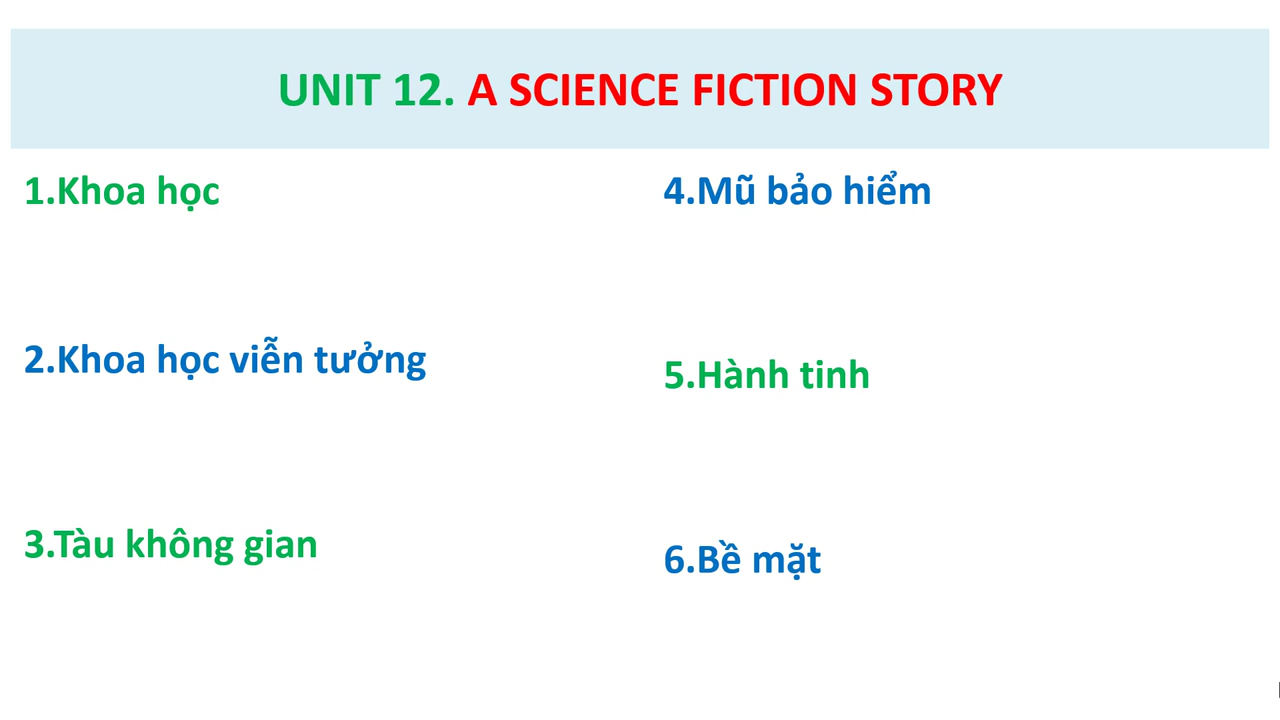 UNIT 12. A SCIENCE FICTION STORY
1.Khoa học
2.Khoa học viễn tưởng
3.Tàu không gian
4.Mũ bảo hiểm
5.Hành tinh
6.Bề mặt